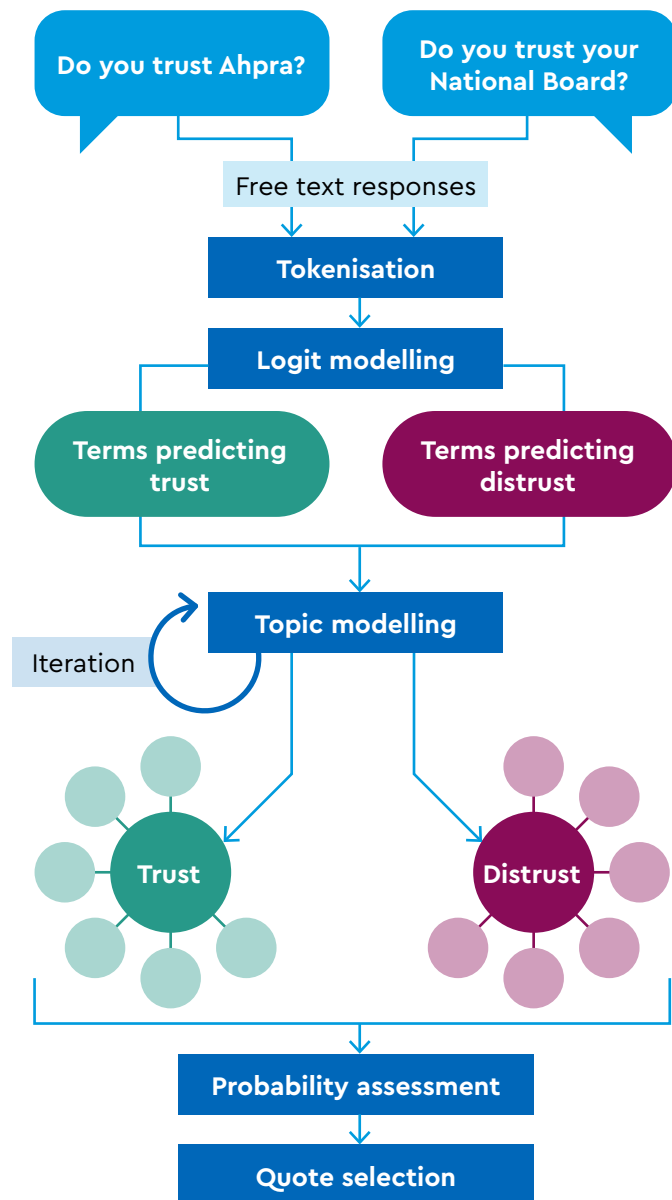 Do you trust Ahpra?
Do you trust your
National Board?
Free text responses
Tokenisation
Logit modelling
Terms predicting
trust
Terms predicting
distrust
Topic modelling
Iteration
Trust
Distrust
Probability assessment
Quote selection